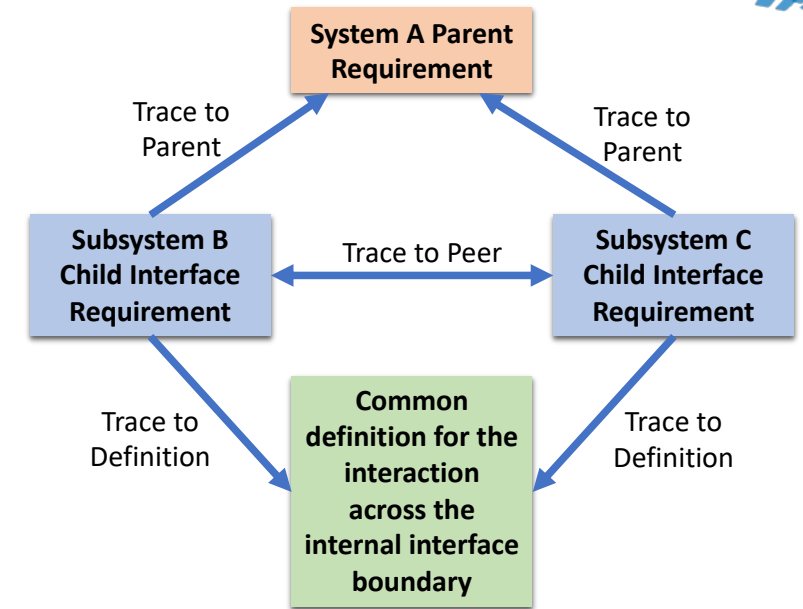 System A Parent
Requirement
Trace to
Parent
Trace to
Parent
Subsystem B
Child Interface
Requirement
Trace to Peer
Subsystem C
Child Interface
Requirement
Trace to
Definition
Common
definition for the
interaction
across the
internal interface
boundary
Trace to
Definition